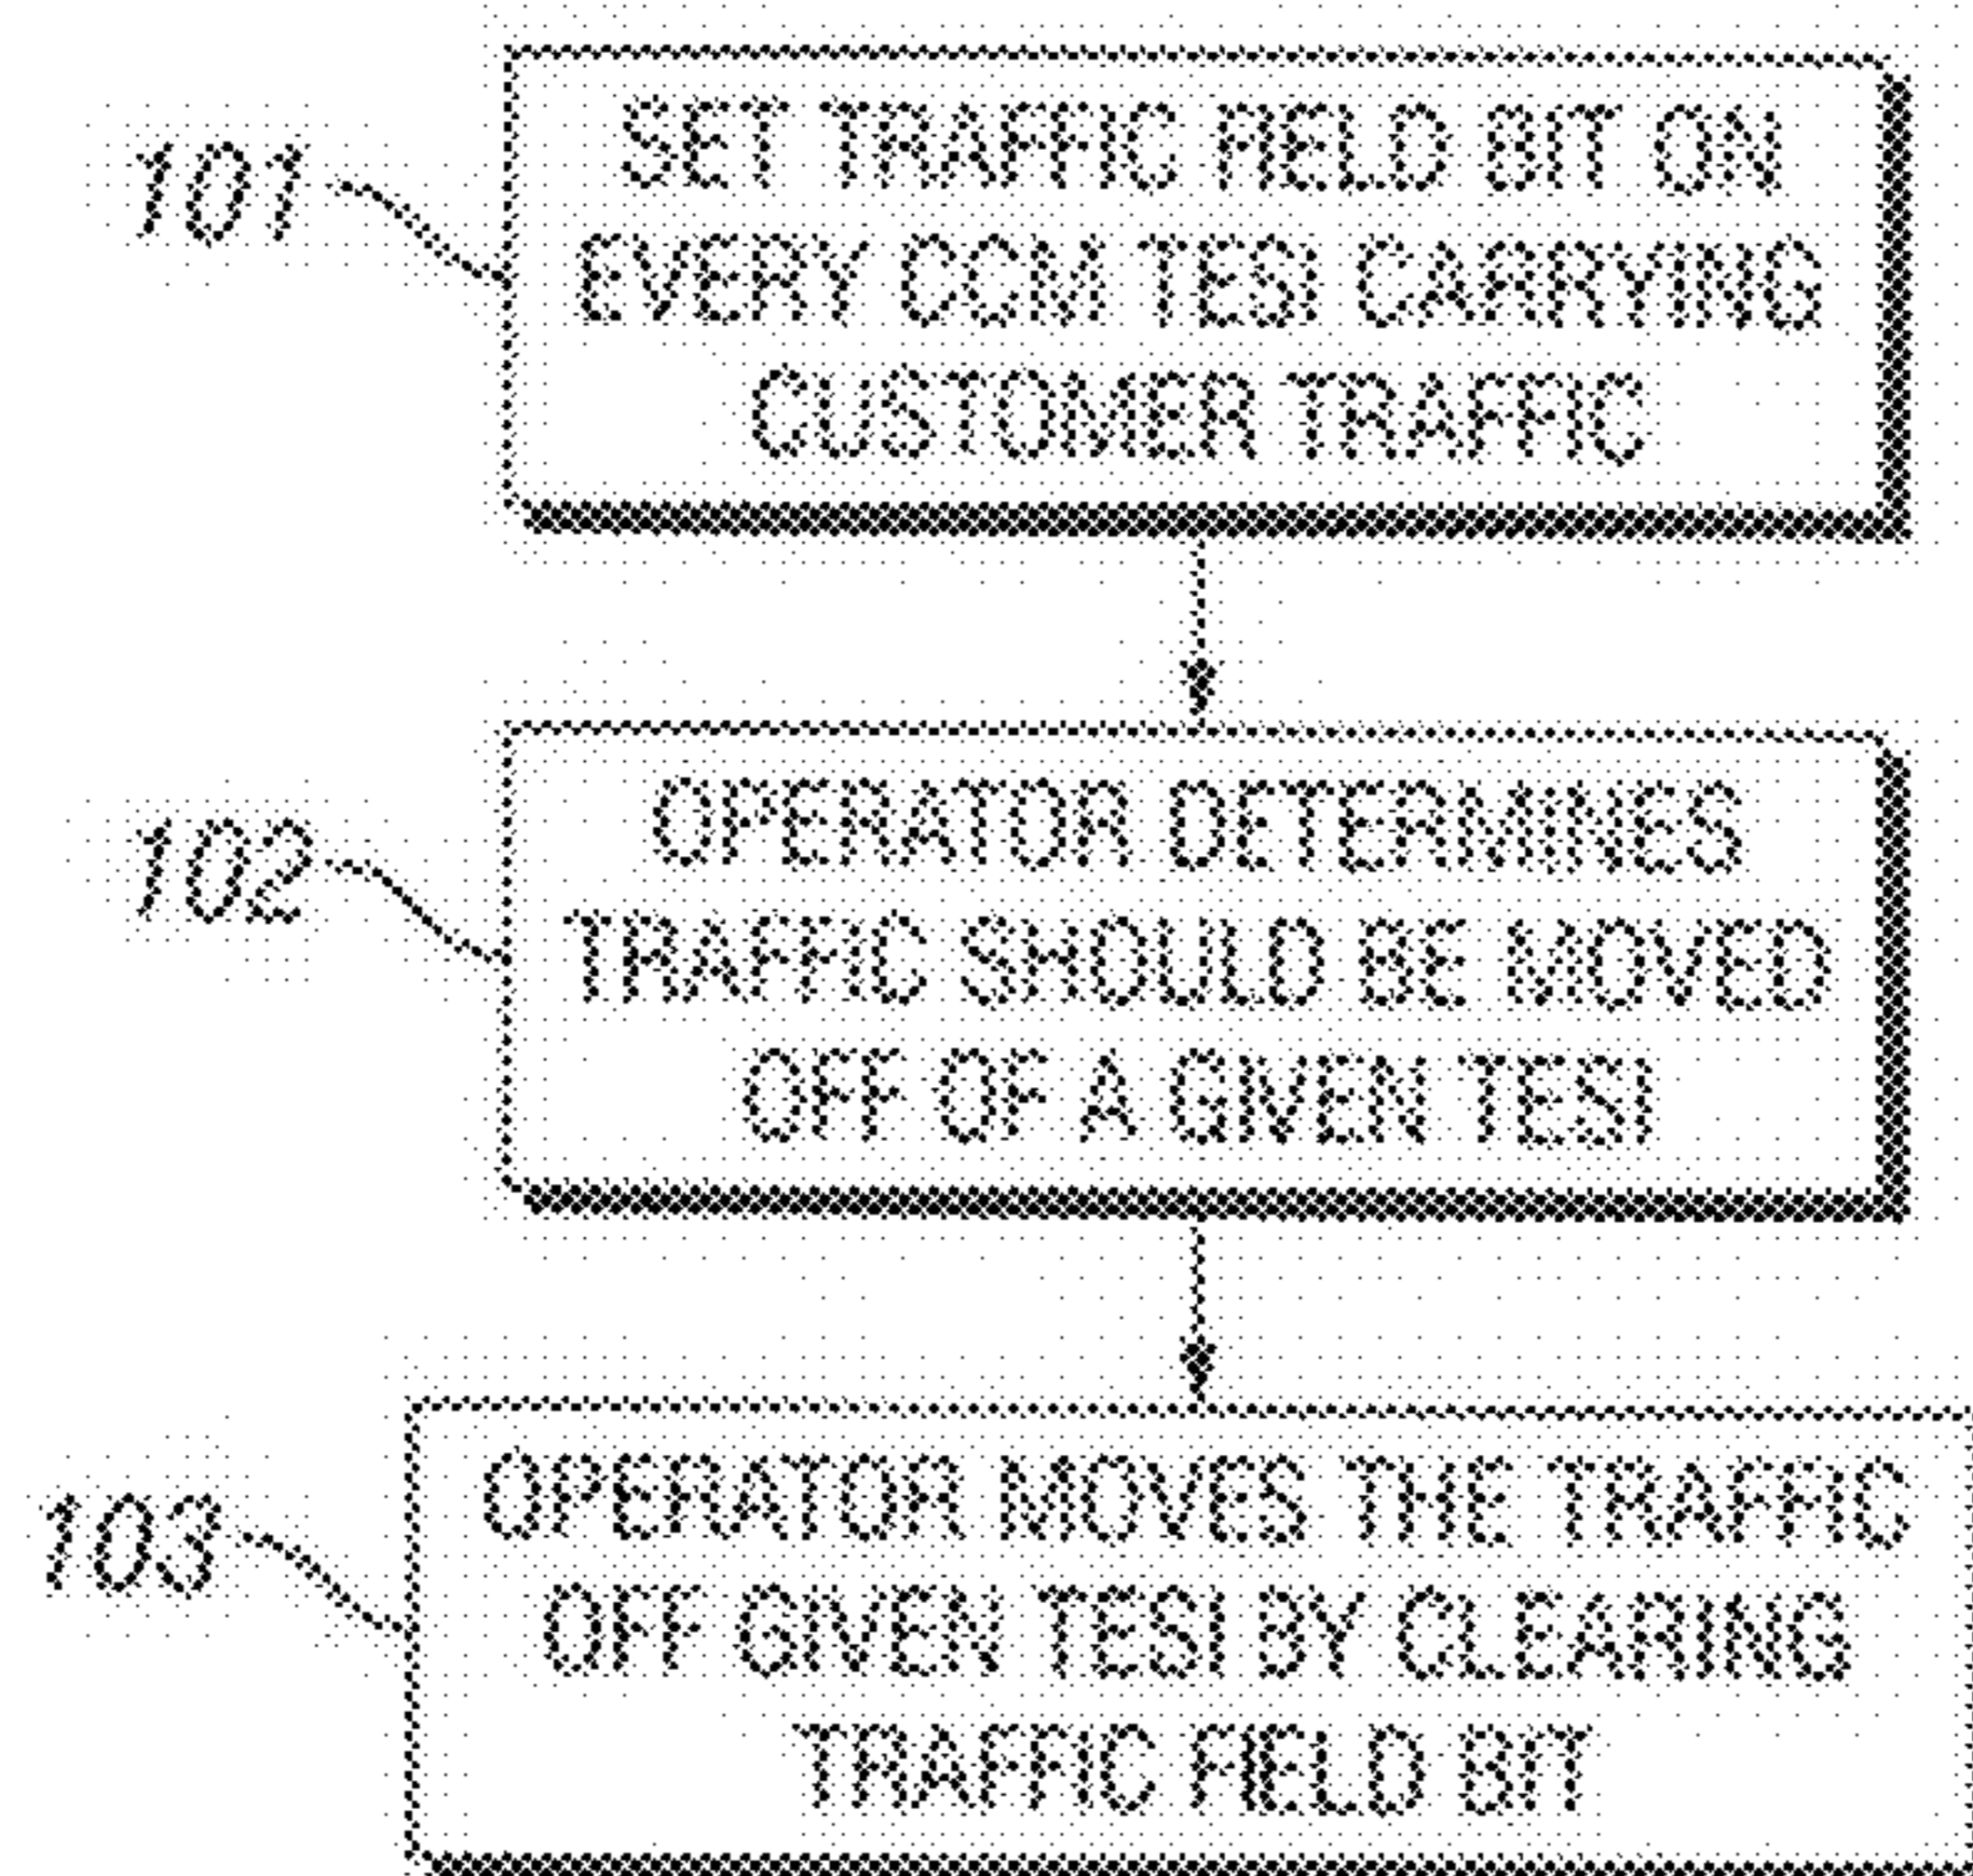 101
SET TRAFFIC FIELD BIT ON
EVERY CCM TESI CARRYING
CUSTOMER TRAFFIC
102
OPERATOR DETERMINES
TRAFFIC SHOULD BE MOVED
OFF OF A GIVEN TESI
103
OPERATOR MOVES THE TRAFFIC
OFF GIVEN TESI BY CLEARING
TRAFFIC FIELD BIT